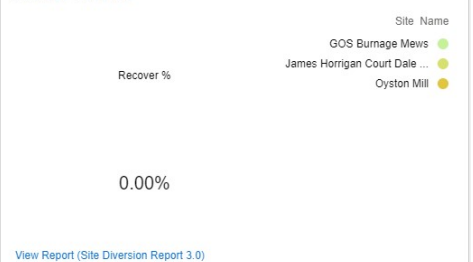 Site Name
GOS Burnage Mews
James Horrigan Court Dale ...
Oyston Mill
Recover %
0.00%
View Report (Site Diversion Report 3.0)